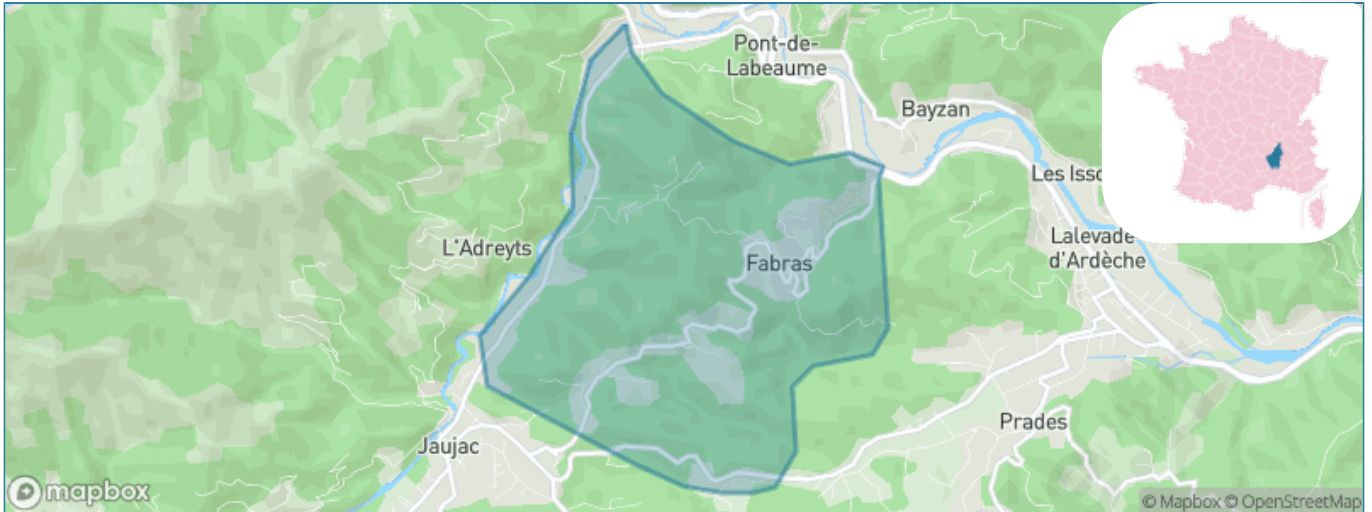 Pont-de-
Labeaume
Bayzan
Les Isso
Lalevade
d'Ardèche
L'Adreyts
Fabras
Prades
Jaujac
mapbox
© Mapbox © OpenStreetMap